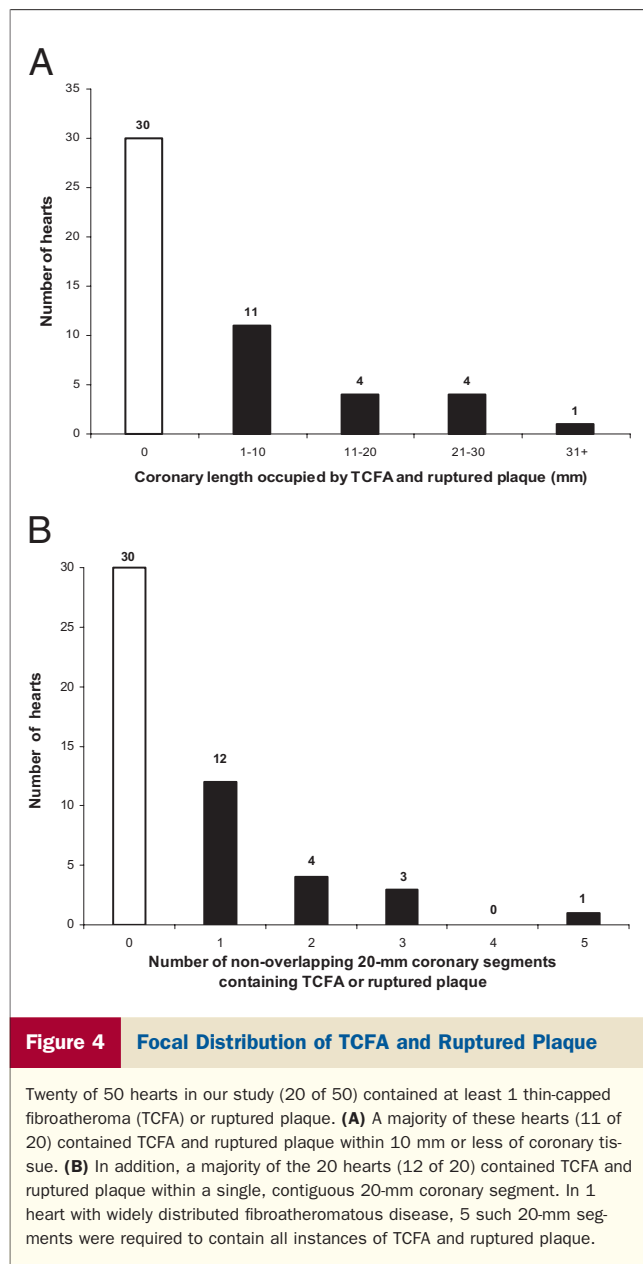 A
35
30
25
20
15
10
5
0
Number of hearts
30
11
4
4
1
0
1-10
11-20
21-30
31+
Coronary length occupied by TCFA and ruptured plaque (mm)
B
30
25
20
15
10
5
0
Number of hearts
30
12
4
3
0
1
0
1
2
3
4
5
Number of non-overlapping 20-mm coronary segments
containing TCFA or ruptured plaque
Figure 4 Focal Distribution of TCFA and Ruptured Plaque
Twenty of 50 hearts in our study (20 of 50) contained at least 1 thin-capped
fibroatheroma (TCFA) or ruptured plaque. (A) A majority of these hearts (11 of
20) contained TCFA and ruptured plaque within 10 mm or less of coronary tis-
sue. (B) In addition, a majority of the 20 hearts (12 of 20) contained TCFA and
ruptured plaque within a single, contiguous 20-mm coronary segment. In 1
heart with widely distributed fibroatheromatous disease, 5 such 20-mm seg-
ments were required to contain all instances of TCFA and ruptured plaque.